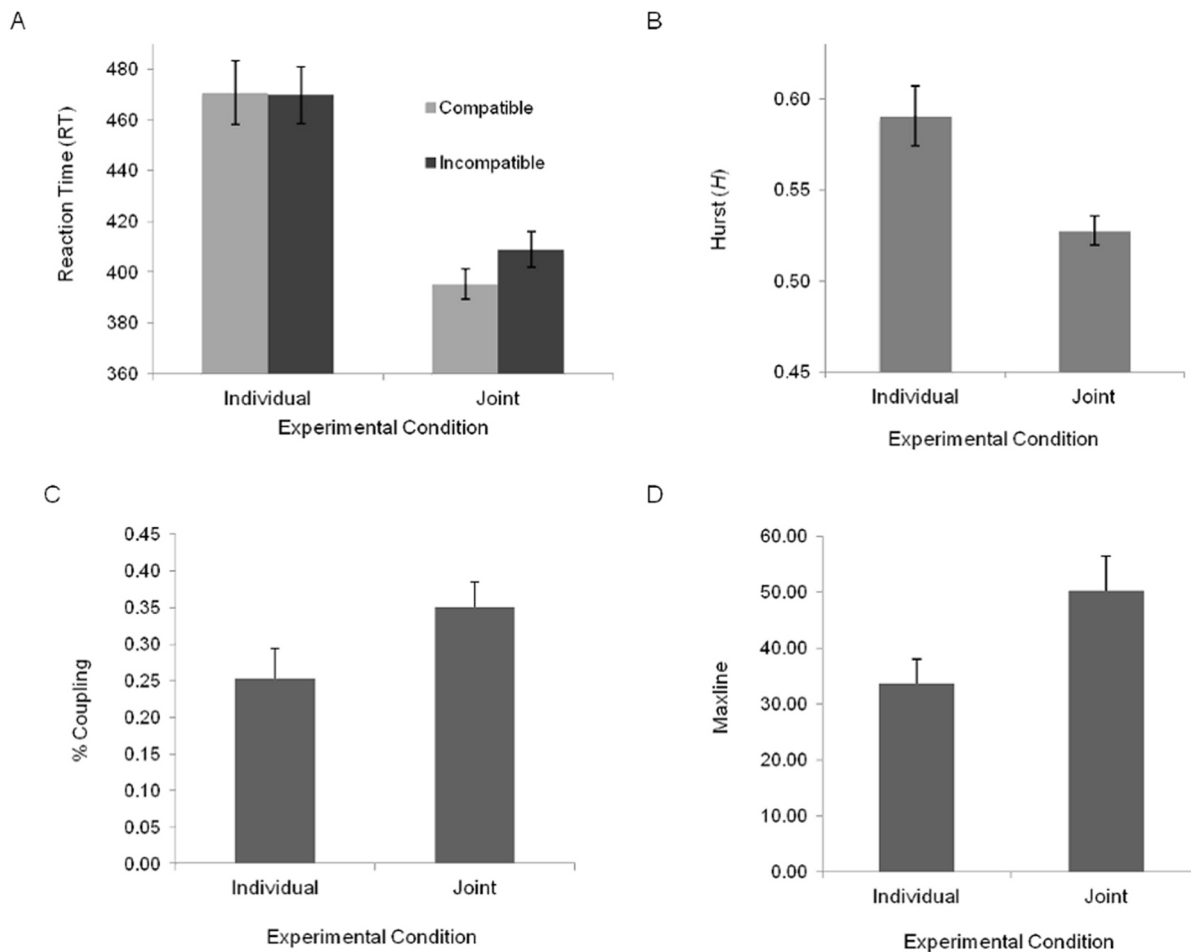 A
Reaction Time (RT)
480
460
440
420
400
380
360
Compatible
Incompatible
Individual
Joint
Experimental Condition
B
Hurst (H)
0.60
0.55
0.50
0.45
Individual
Joint
Experimental Condition
C
% Coupling
0.45
0.40
0.35
0.30
0.25
0.20
0.15
0.10
0.05
0.00
Individual
Joint
Experimental Condition
D
Maxline
60.00
50.00
40.00
30.00
20.00
10.00
0.00
Individual
Joint
Experimental Condition